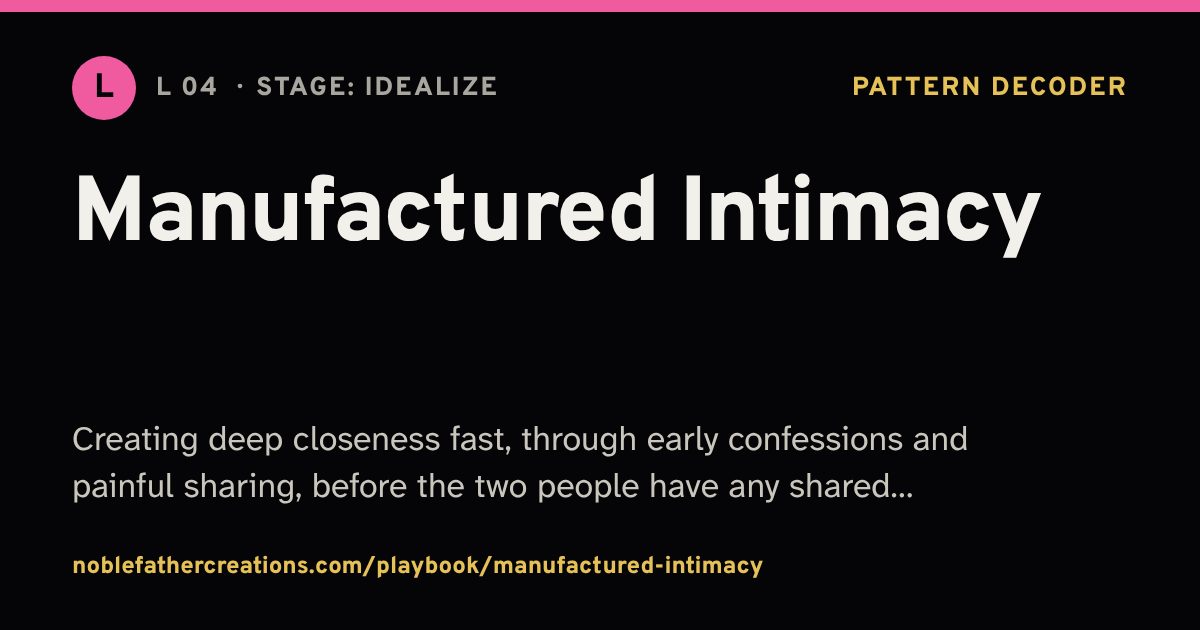 L
L 04 · STAGE: IDEALIZE
PATTERN DECODER
Manufactured Intimacy
Creating deep closeness fast, through early confessions and
painful sharing, before the two people have any shared...
noblefathercreations.com/playbook/manufactured-intimacy